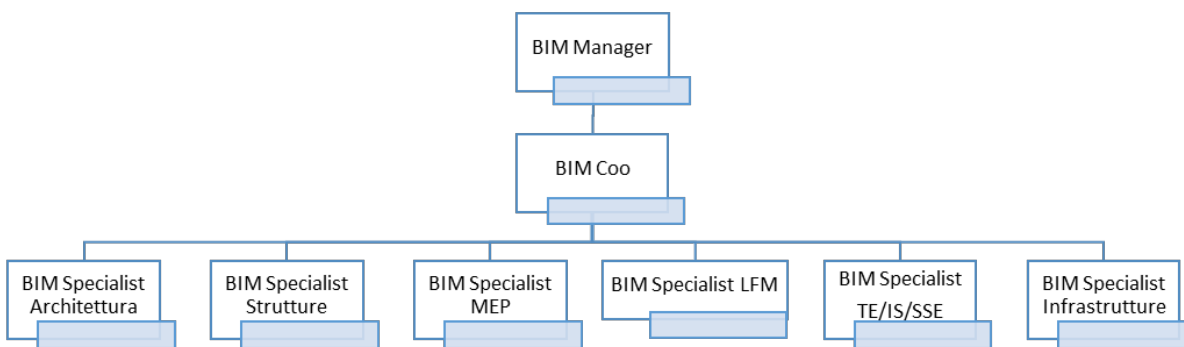 BIM Manager
BIM Coo
BIM Specialist
Architettura
BIM Specialist
Strutture
BIM Specialist
MEP
BIM Specialist LFM
BIM Specialist
TE/IS/SSE
BIM Specialist
Infrastrutture